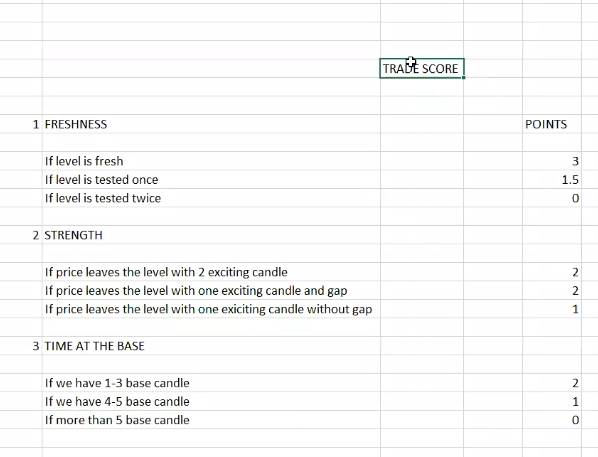 TRADE SCORE
1 FRESHNESS POINTS
If level is fresh 3
If level is tested once 1.5
If level is tested twice 0
2 STRENGTH
If price leaves the level with 2 exciting candle 2
If price leaves the level with one exciting candle and gap 2
If price leaves the level with one exiciting candle without gap 1
3 TIME AT THE BASE
If we have 1-3 base candle 2
If we have 4-5 base candle 1
If more than 5 base candle 0